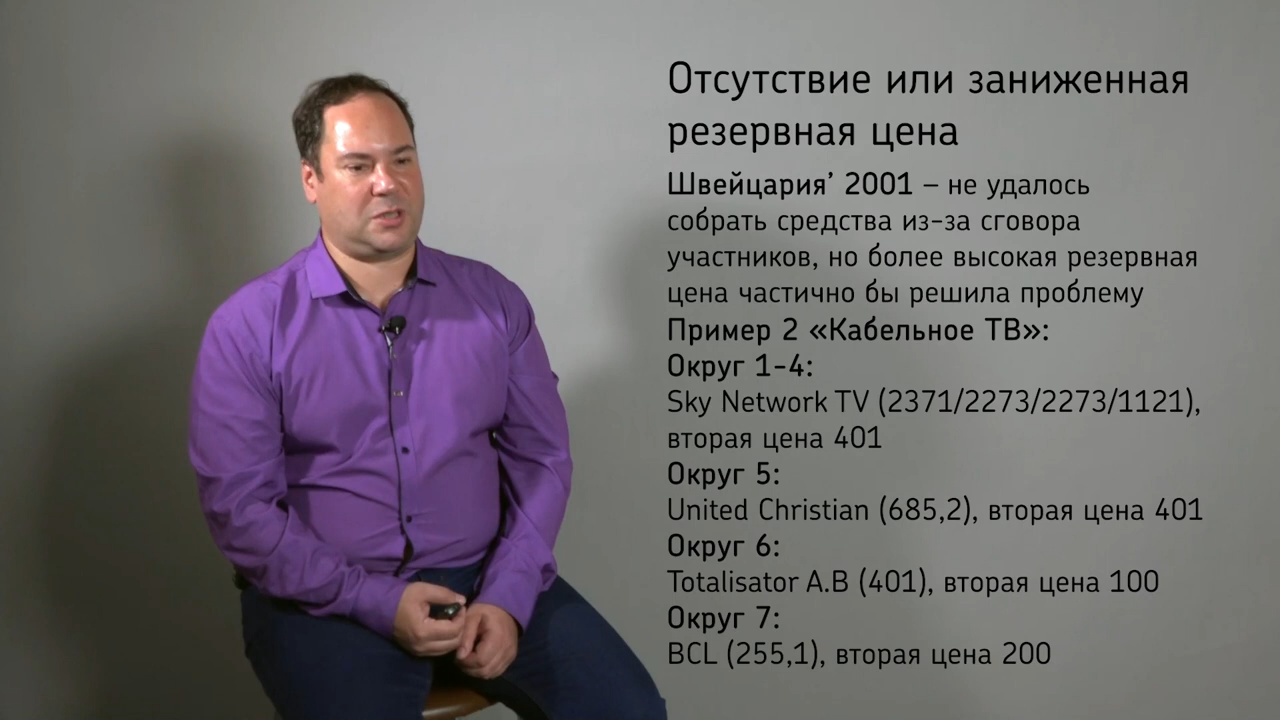 Отсутствие или заниженная
резервная цена
Швейцария’ 2001 – не удалось
собрать средства из-за сговора
участников, но более высокая резервная
цена частично бы решила проблему
Пример 2 «Кабельное ТВ»:
Округ 1-4:
Sky Network TV (2371/2273/2273/1121),
вторая цена 401
Округ 5:
United Christian (685,2), вторая цена 401
Округ 6:
Totalisator A.B (401), вторая цена 100
Округ 7:
BCL (255,1), вторая цена 200